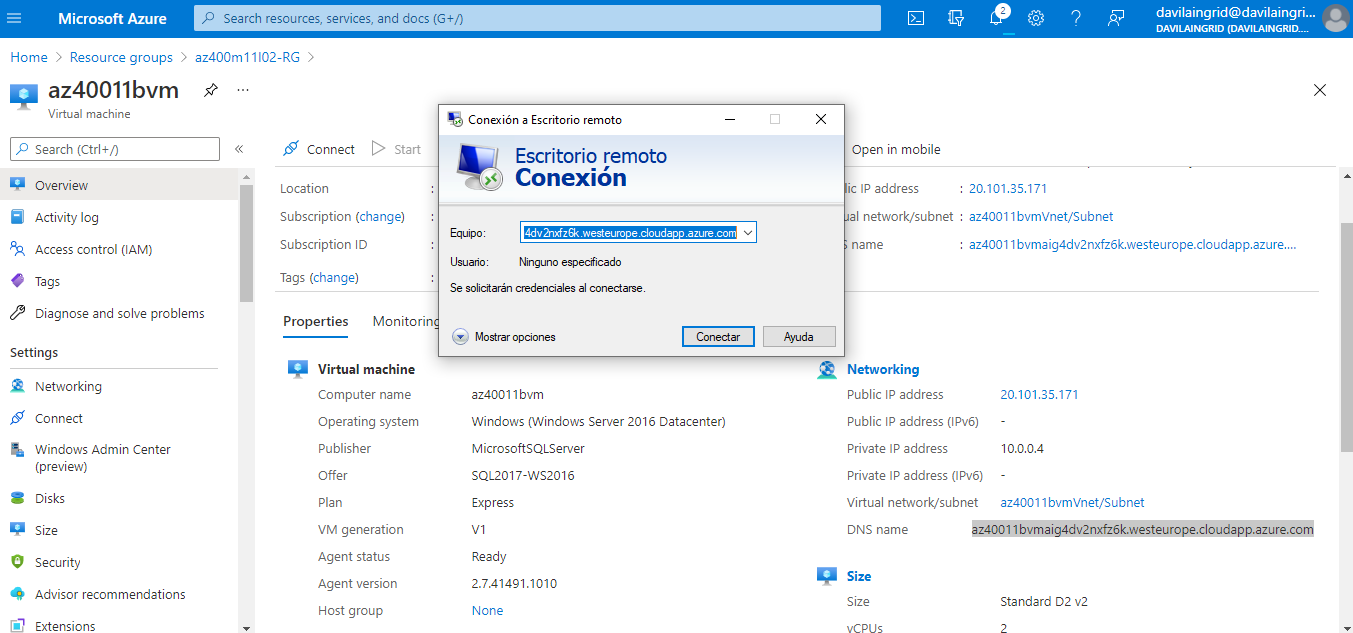 Microsoft Azure
Search resources, services, and docs (G+/)
2
davilaingrid@davilaingri...
DAVILAINGRID (DAVILAINGRID....
Home > Resource groups > az400m11l02-RG >
az40011bvm
Virtual machine
Search (Ctrl+/)
Overview
Activity log
Access control (IAM)
Tags
Diagnose and solve problems
Settings
Networking
Connect
Windows Admin Center
(preview)
Disks
Size
Security
Advisor recommendations
Extensions
Connect
Start
Open in mobile
Location :
Subscription (change) :
Subscription ID :
Tags (change) :
lic IP address : 20.101.35.171
ual network/subnet : az40011bvmVnet/Subnet
S name : az40011bvmaig4dv2nxfz6k.westeurope.cloudapp.azure....
Conexión a Escritorio remoto
Escritorio remoto
Conexión
Equipo: 4dv2nxfz6k.westeurope.cloudapp.azure.com
Usuario: Ninguno especificado
Se solicitarán credenciales al conectarse.
Mostrar opciones
Conectar
Ayuda
Properties
Monitoring
Virtual machine
Computer name az40011bvm
Operating system Windows (Windows Server 2016 Datacenter)
Publisher MicrosoftSQLServer
Offer SQL2017-WS2016
Plan Express
VM generation V1
Agent status Ready
Agent version 2.7.41491.1010
Host group None
Networking
Public IP address 20.101.35.171
Public IP address (IPv6) -
Private IP address 10.0.0.4
Private IP address (IPv6) -
Virtual network/subnet az40011bvmVnet/Subnet
DNS name az40011bvmaig4dv2nxfz6k.westeurope.cloudapp.azure.com
Size
Size Standard D2 v2
vCPUs 2